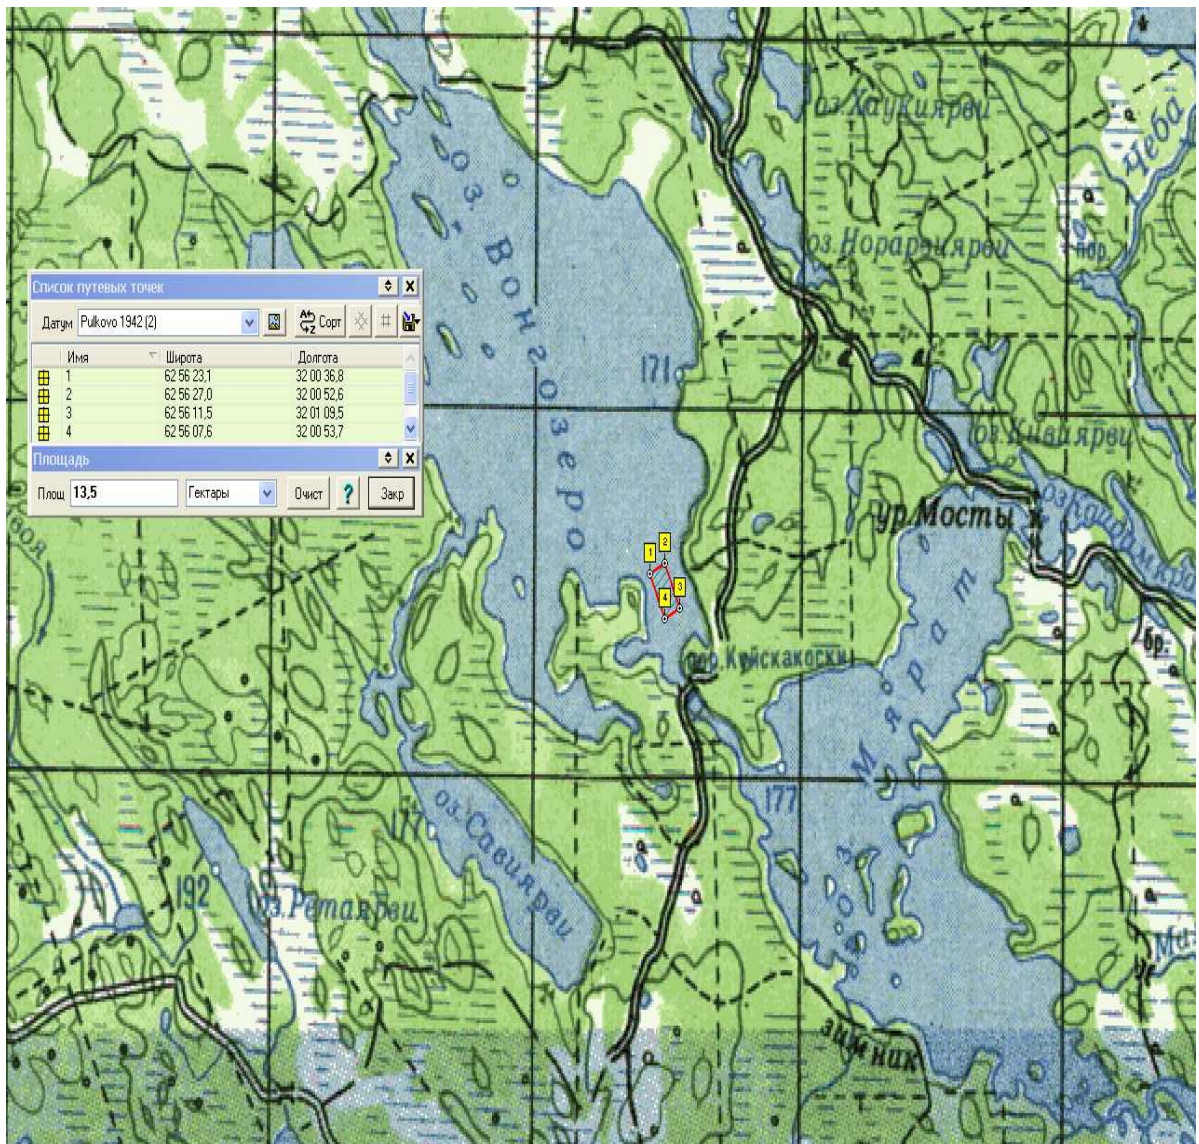 оз. Вонгозеро
оз.Хаукиярви
Чеба
оз.Норарвиярви
пор.
Список путевых точек
Датум Pulkovo 1942 (2) Сорт
Имя Широта Долгота
1 62 56 23,1 32 00 36,8
2 62 56 27,0 32 00 52,6
3 62 56 11,5 32 01 09,5
4 62 56 07,6 32 00 53,7
Площадь
Площ 13,5 Гектары Очист ? Закр
171
оз.Кивиярви
ур.Мосты
1
2
3
4
бр.
оз. Мярат
177
оз.Савиярви
177
192
оз.Ретаярви
зимник